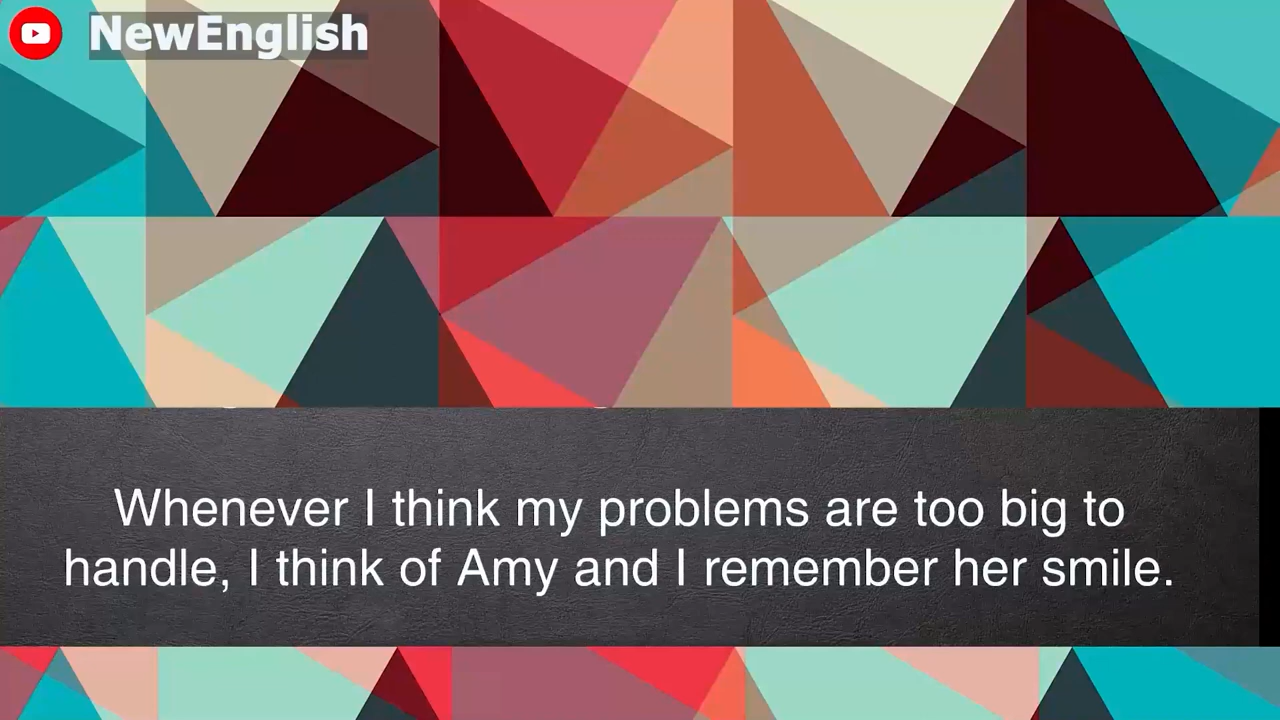 NewEnglish
Whenever I think my problems are too big to
handle, I think of Amy and I remember her smile.